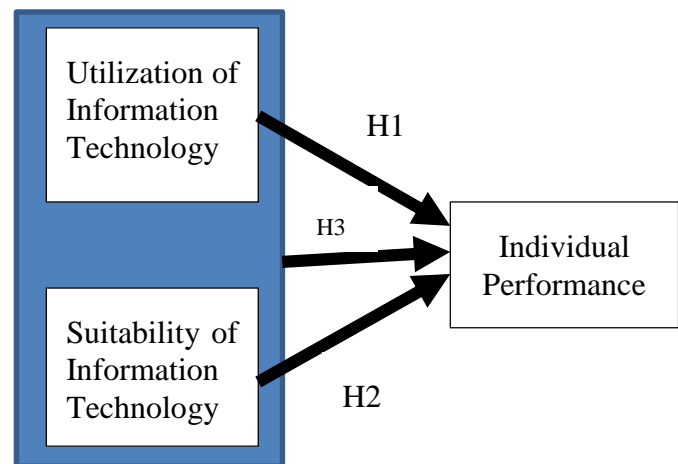 Utilization of
Information
Technology
H1
H3
Individual
Performance
Suitability of
Information
Technology
H2